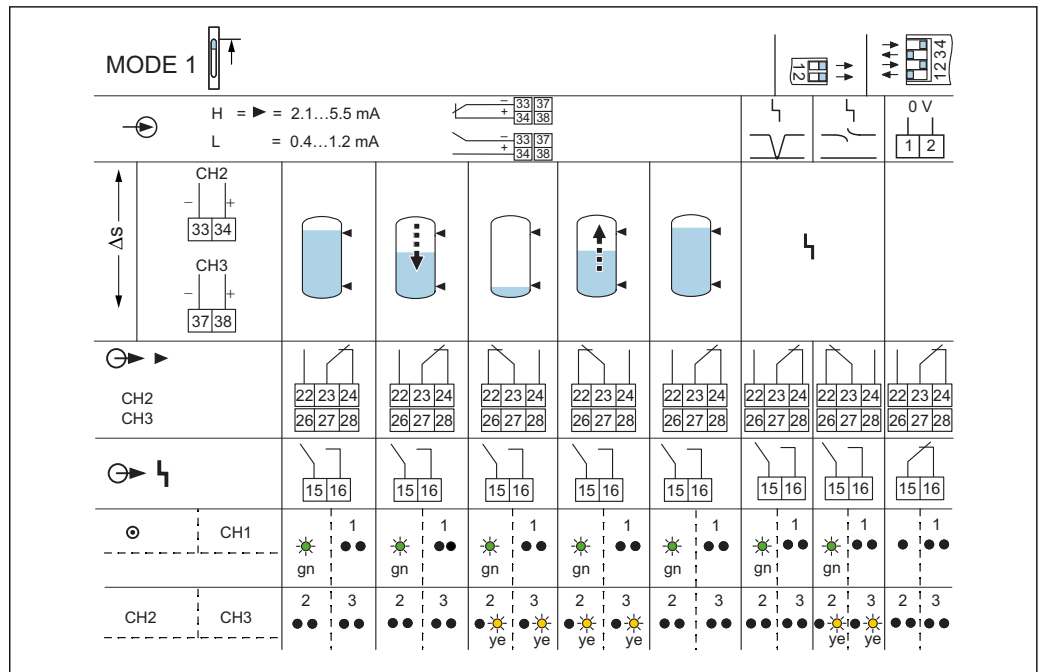 MODE 1
1 2
1 2 3 4
H = ► = 2.1…5.5 mA
L = 0.4…1.2 mA
− 33 37
+ 34 38
− 33 37
+ 34 38
0 V
1 2
Δs
CH2
− +
33 34
CH3
− +
37 38
CH2
CH3
22 23 24 22 23 24 22 23 24 22 23 24 22 23 24 22 23 24 22 23 24 22 23 24
26 27 28 26 27 28 26 27 28 26 27 28 26 27 28 26 27 28 26 27 28 26 27 28
15 16 15 16 15 16 15 16 15 16 15 16 15 16 15 16
CH1 1 1 1 1 1 1 1 1
gn gn gn gn gn gn gn
CH2 CH3 2 3 2 3 2 3 2 3 2 3 2 3 2 3 2 3
ye ye ye ye ye ye